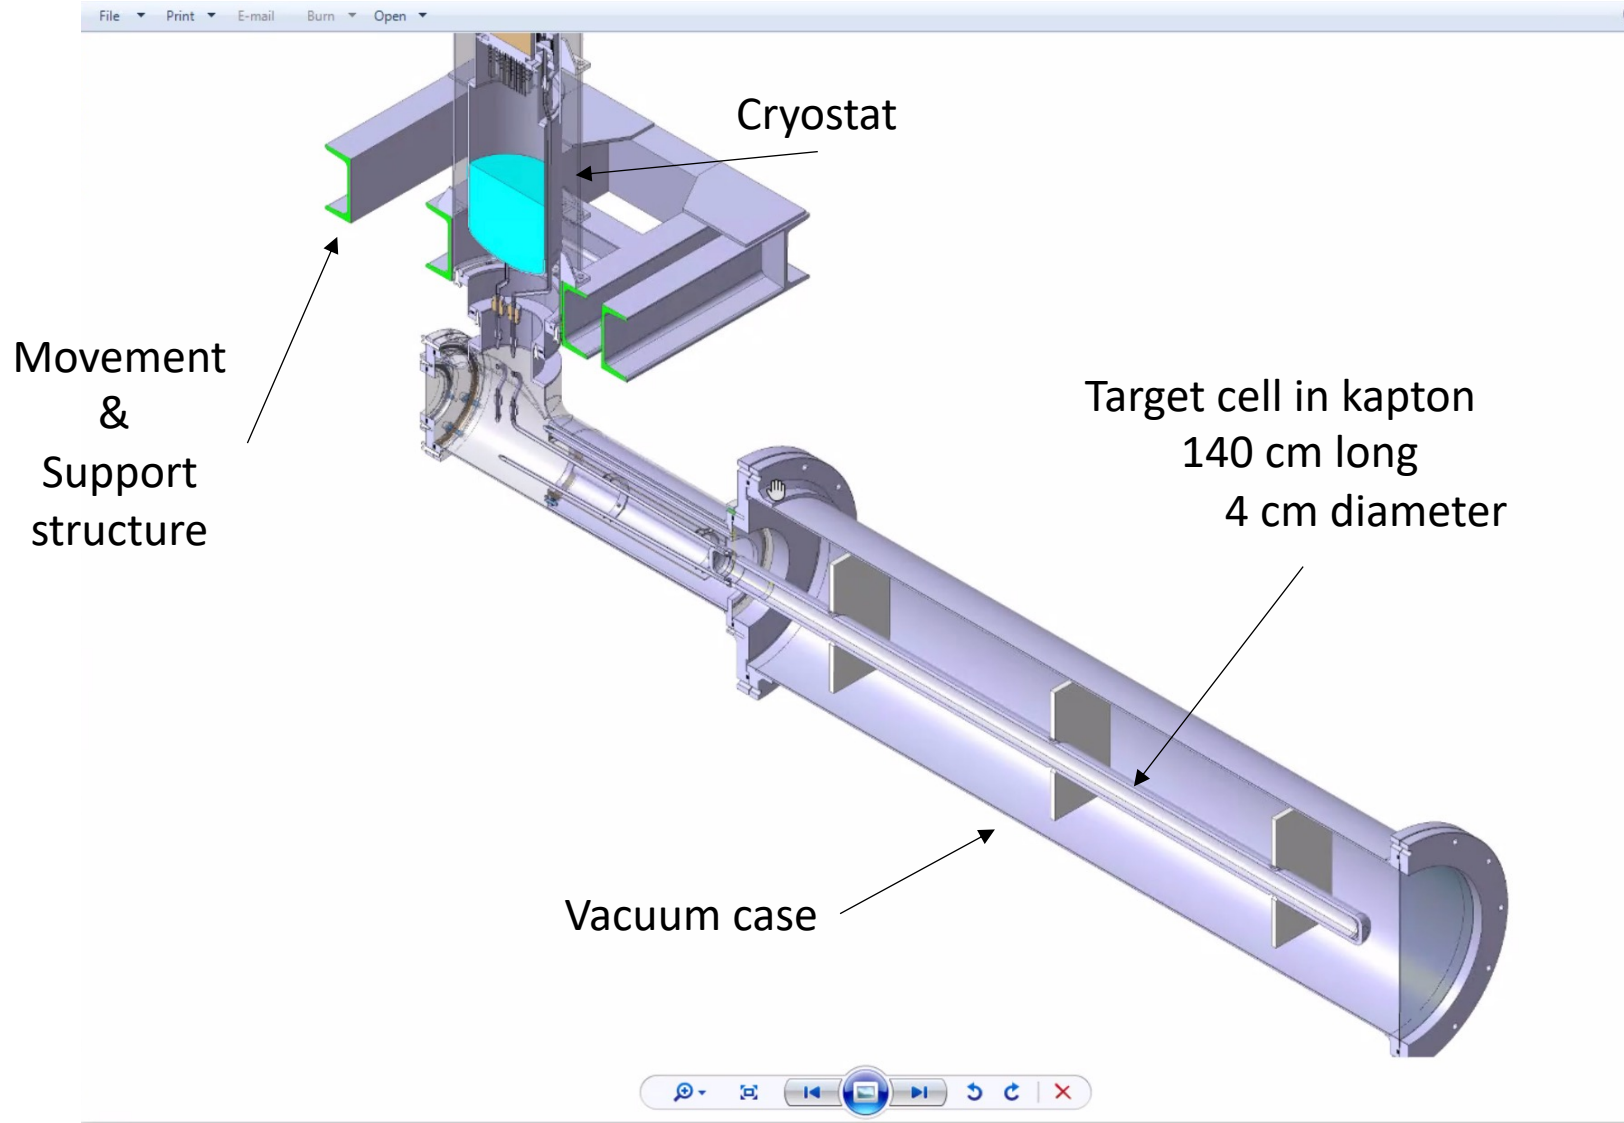 File Print E-mail Burn Open
Cryostat
Movement
&
Support
structure
Target cell in kapton
140 cm long
4 cm diameter
Vacuum case